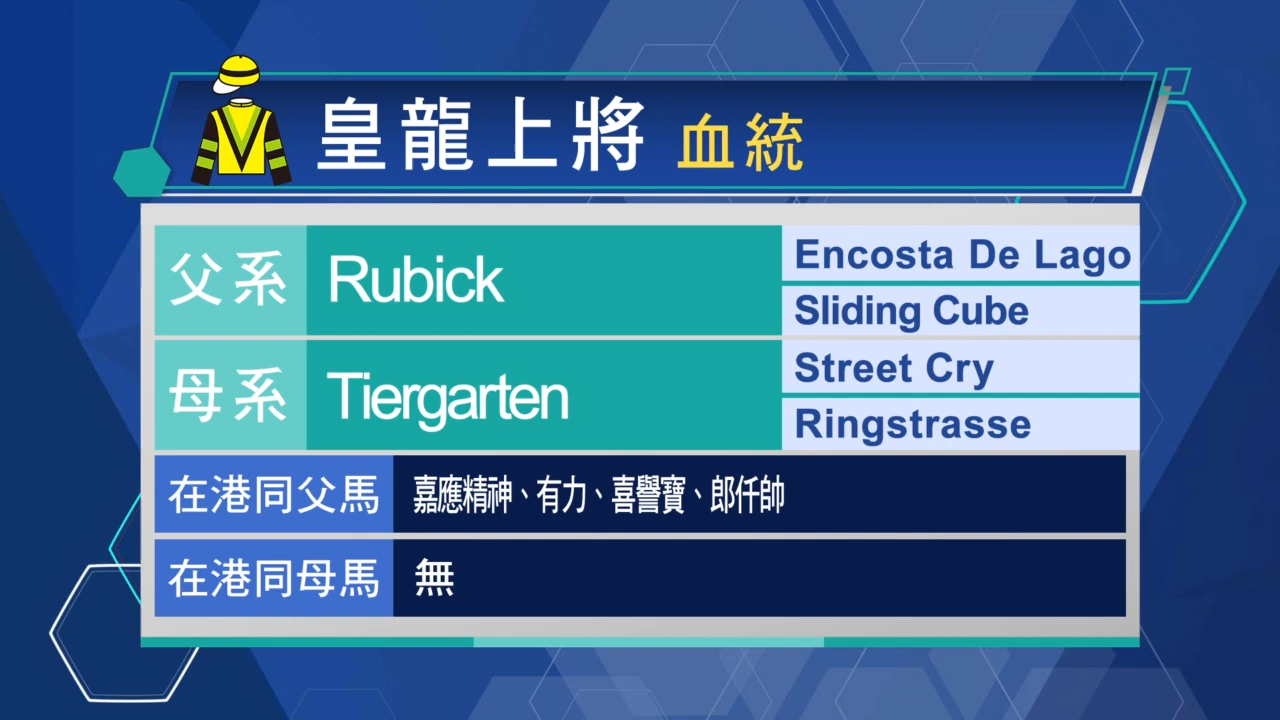 皇龍上將 血統
父系 Rubick
Encosta De Lago
Sliding Cube
母系 Tiergarten
Street Cry
Ringstrasse
在港同父馬 嘉應精神、有力、喜譽寶、郎仟帥
在港同母馬 無